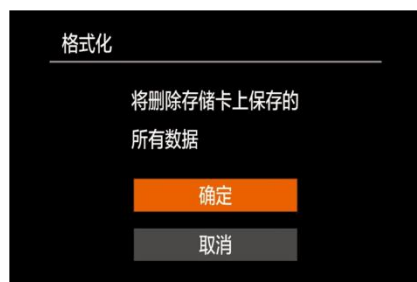 格式化
将删除存储卡上保存的
所有数据
确定
取消